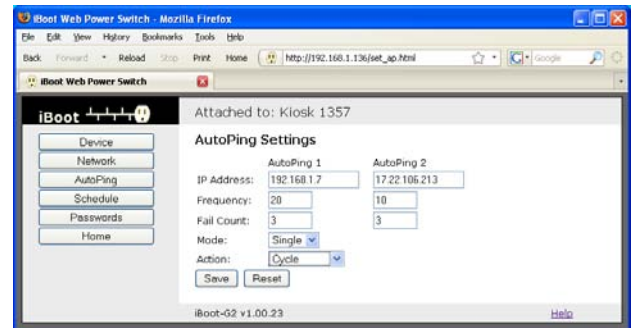 iBoot Web Power Switch - Mozilla Firefox
File Edit View History Bookmarks Tools Help
Back Forward Reload Stop Print Home http://192.168.1.136/set_ap.html Google
iBoot Web Power Switch
iBoot Attached to: Kiosk 1357
Device
Network
AutoPing
Schedule
Passwords
Home
AutoPing Settings
AutoPing 1 AutoPing 2
IP Address: 192.168.1.7 17.22.106.213
Frequency: 20 10
Fail Count: 3 3
Mode: Single
Action: Cycle
Save Reset
iBoot-G2 v1.00.23 Help